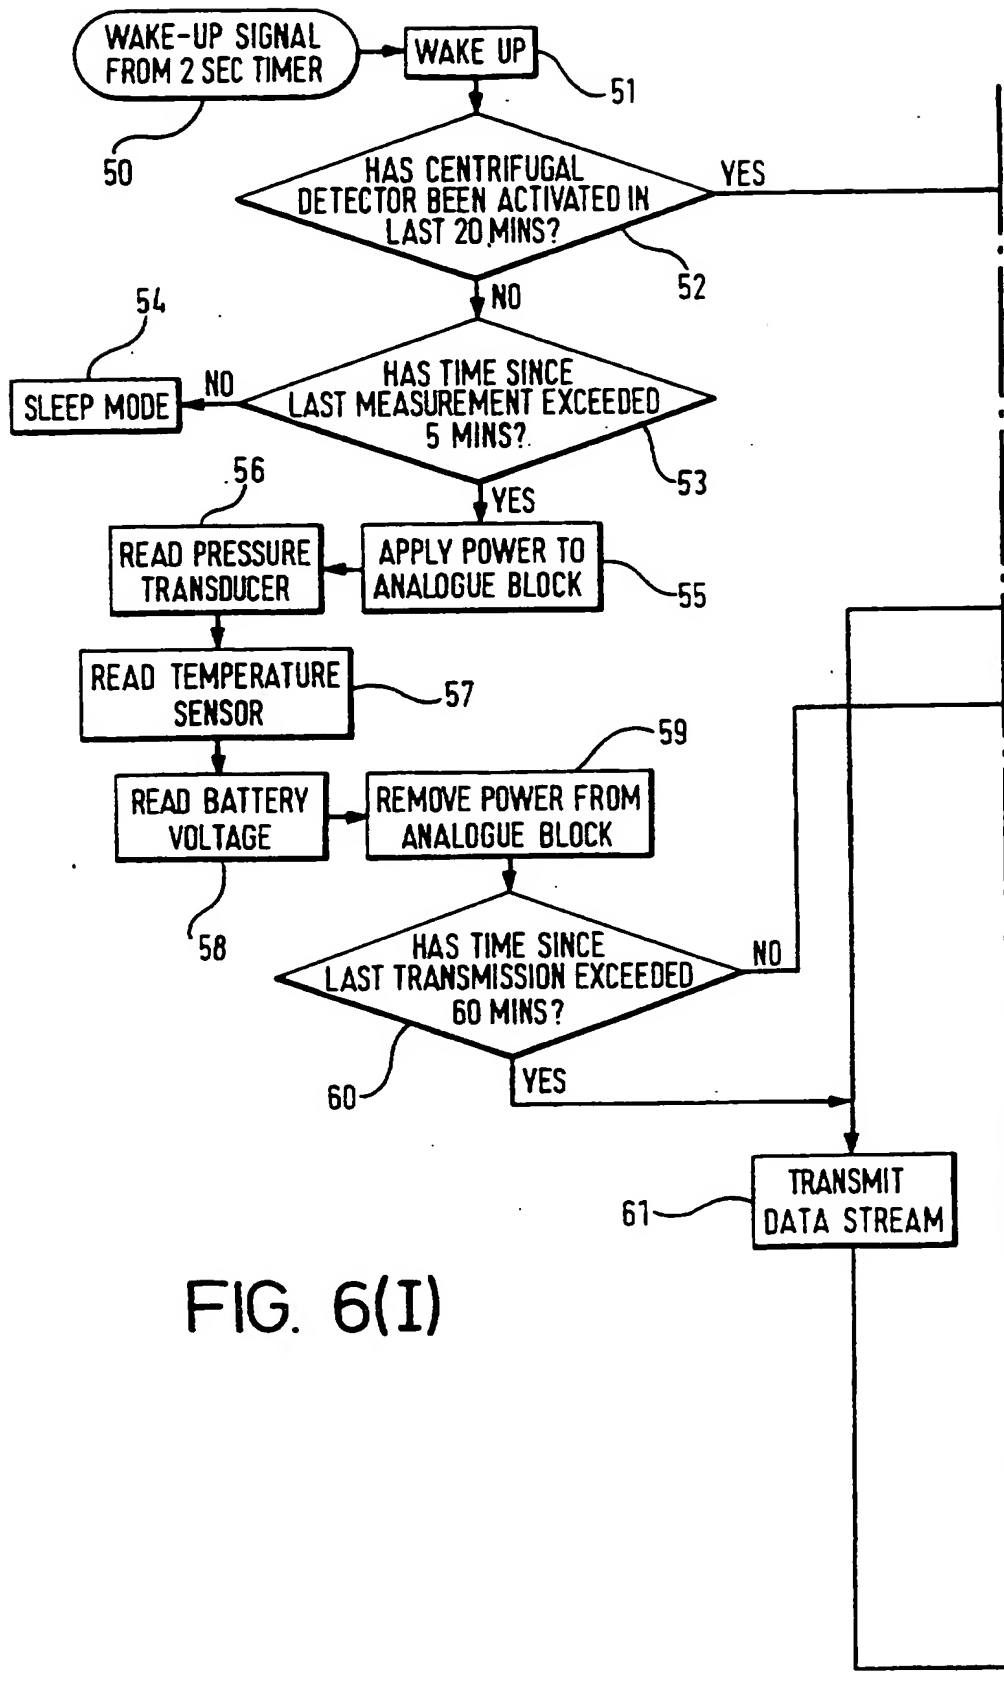 WAKE-UP SIGNAL
FROM 2 SEC TIMER
50
WAKE UP
51
HAS CENTRIFUGAL
DETECTOR BEEN ACTIVATED IN
LAST 20 MINS?
YES
52
NO
54
SLEEP MODE
NO
HAS TIME SINCE
LAST MEASUREMENT EXCEEDED
5 MINS?
53
YES
56
READ PRESSURE
TRANSDUCER
APPLY POWER TO
ANALOGUE BLOCK
55
READ TEMPERATURE
SENSOR
57
READ BATTERY
VOLTAGE
58
59
REMOVE POWER FROM
ANALOGUE BLOCK
HAS TIME SINCE
LAST TRANSMISSION EXCEEDED
60 MINS?
NO
60
YES
61
TRANSMIT
DATA STREAM
FIG. 6(I)